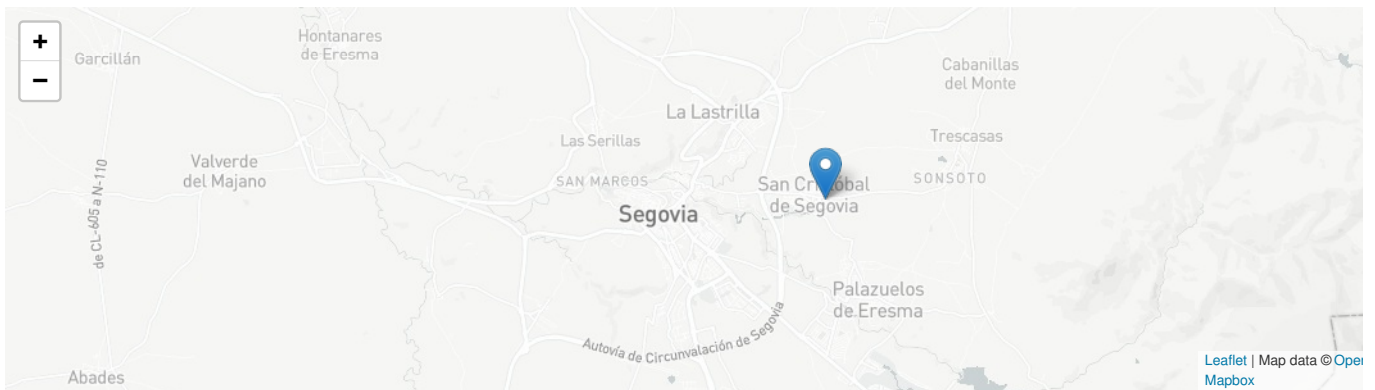 +
−
Garcillán
Hontanares
de Eresma
Cabanillas
del Monte
La Lastrilla
Las Serillas
Trescasas
Valverde
del Majano
SAN MARCOS
San Cristóbal
de Segovia
SONSOTO
Segovia
de CL-605 a N-110
Palazuelos
de Eresma
Autovía de Circunvalación de Segovia
Abades
Leaflet | Map data © Oper
Mapbox